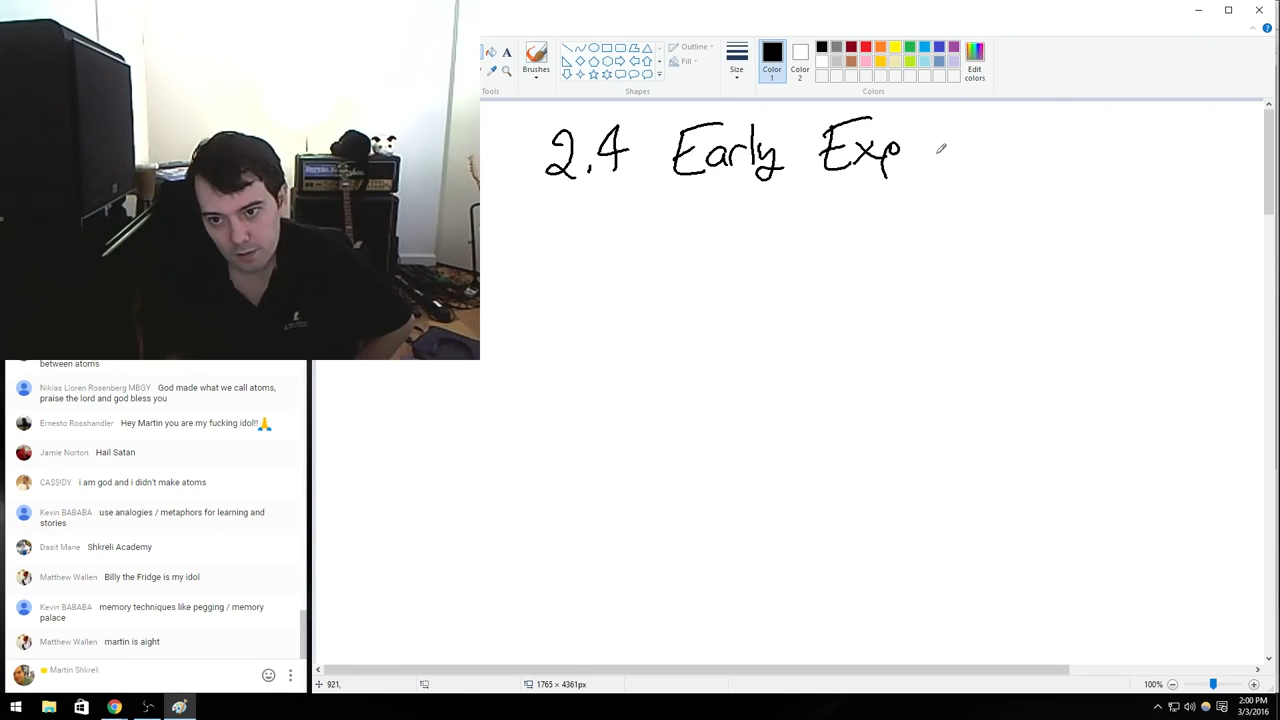 Tools
A
Brushes
Shapes
Outline
Fill
Size
Color
1
Color
2
Edit
colors
Colors
2.4 Early Exp
between atoms
Niklas Lloren Rosenberg MBGY God made what we call atoms,
praise the lord and god bless you
Ernesto Rosshandler Hey Martin you are my fucking idol!!🙏
Jamie Norton Hail Satan
CA$$!DY i am god and i didn't make atoms
Kevin BABABA use analogies / metaphors for learning and
stories
Dasit Mane Shkreli Academy
Matthew Wallen Billy the Fridge is my idol
Kevin BABABA memory techniques like pegging / memory
palace
Matthew Wallen martin is aight
Martin Shkreli
921,
1765 × 4361px
100%
2:00 PM
3/3/2016